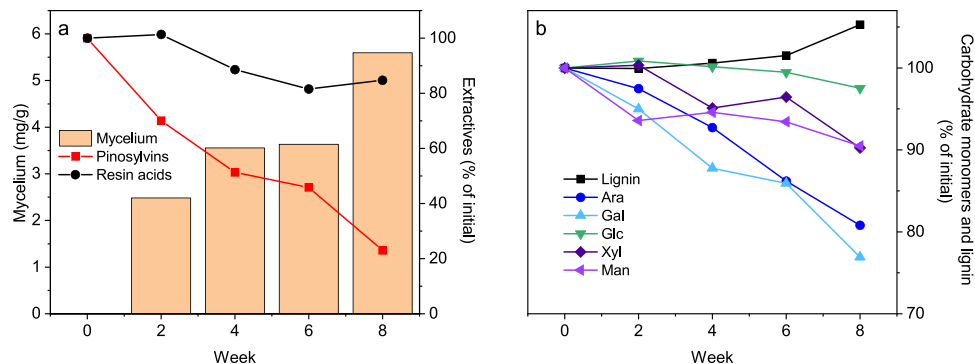 a
Mycelium (mg/g)
6
5
4
3
2
1
0
Mycelium
Pinosylvins
Resin acids
0 2 4 6 8
Week
100
80
60
40
20
0
Extractives (% of
initial)
b
Lignin
Ara
Gal
Glc
Xyl
Man
0 2 4 6 8
Week
100
90
80
70
Carbohydrate monomers and lignin
(% of initial)